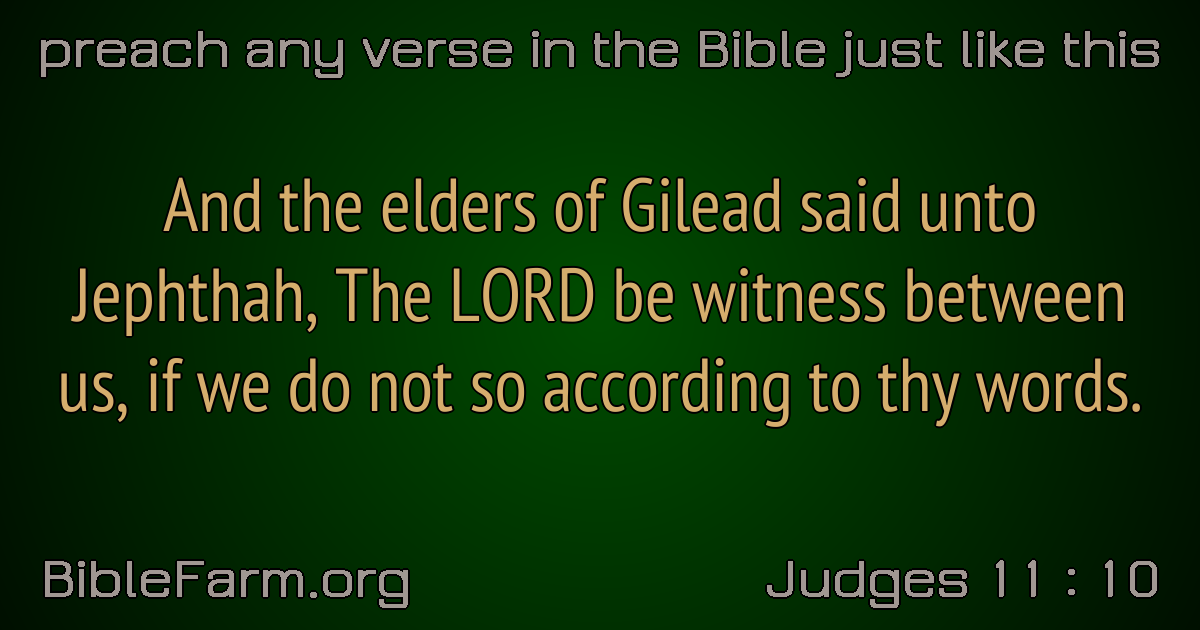 preach any verse in the Bible just like this
And the elders of Gilead said unto
Jephthah, The LORD be witness between
us, if we do not so according to thy words.
BibleFarm.org
Judges 11 : 10